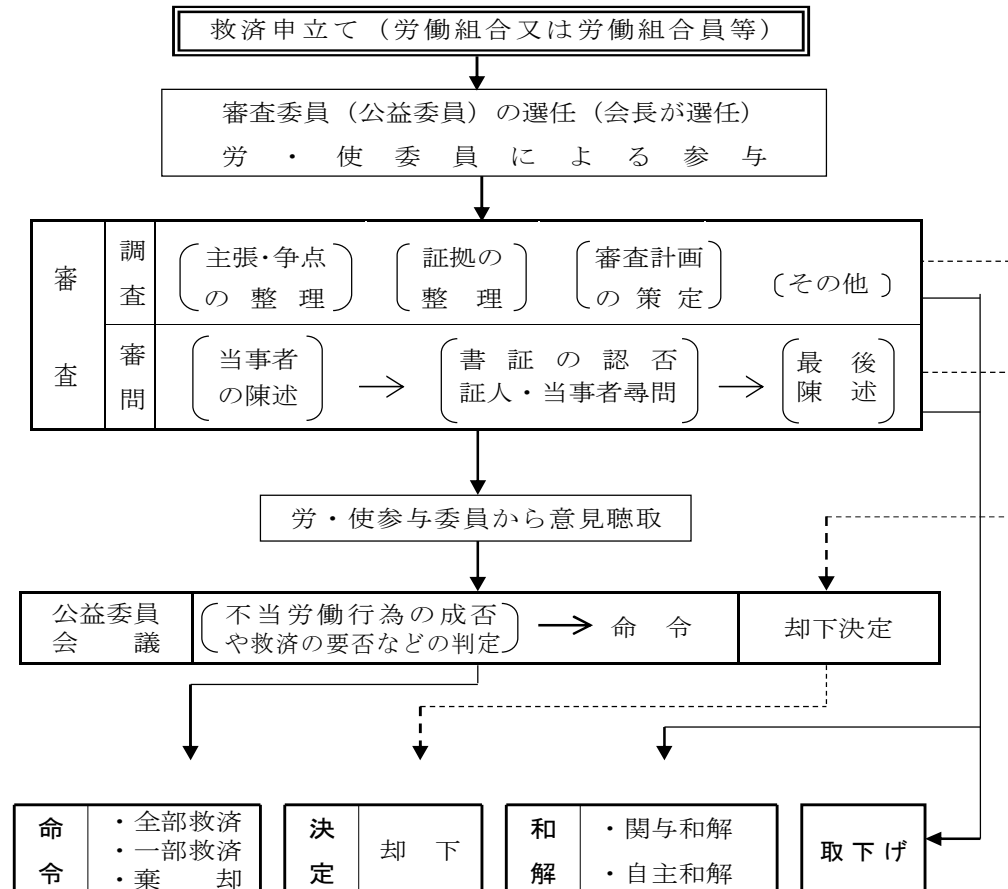 救済申立て（労働組合又は労働組合員等）
審査委員（公益委員）の選任（会長が選任）
労・使委員による参与
審査
調査
主張・争点
の整理
証拠の
整理
審査計画
の策定
〔その他〕
審問
当事者
の陳述
→
書証の認否
証人・当事者尋問
→
最後
陳述
労・使参与委員から意見聴取
公益委員
会議
不当労働行為の成否
や救済の要否などの判定
→
命令
却下決定
命令
・全部救済
・一部救済
・棄却
決定
却下
和解
・関与和解
・自主和解
取下げ